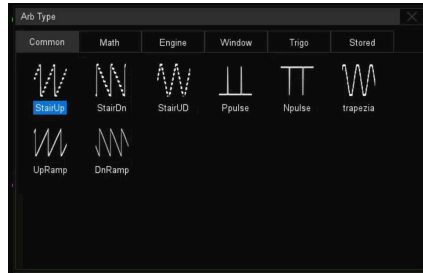 Arb Type
Common Math Engine Window Trigo Stored
StairUp StairDn StairUD Ppulse Npulse trapezia
UpRamp DnRamp